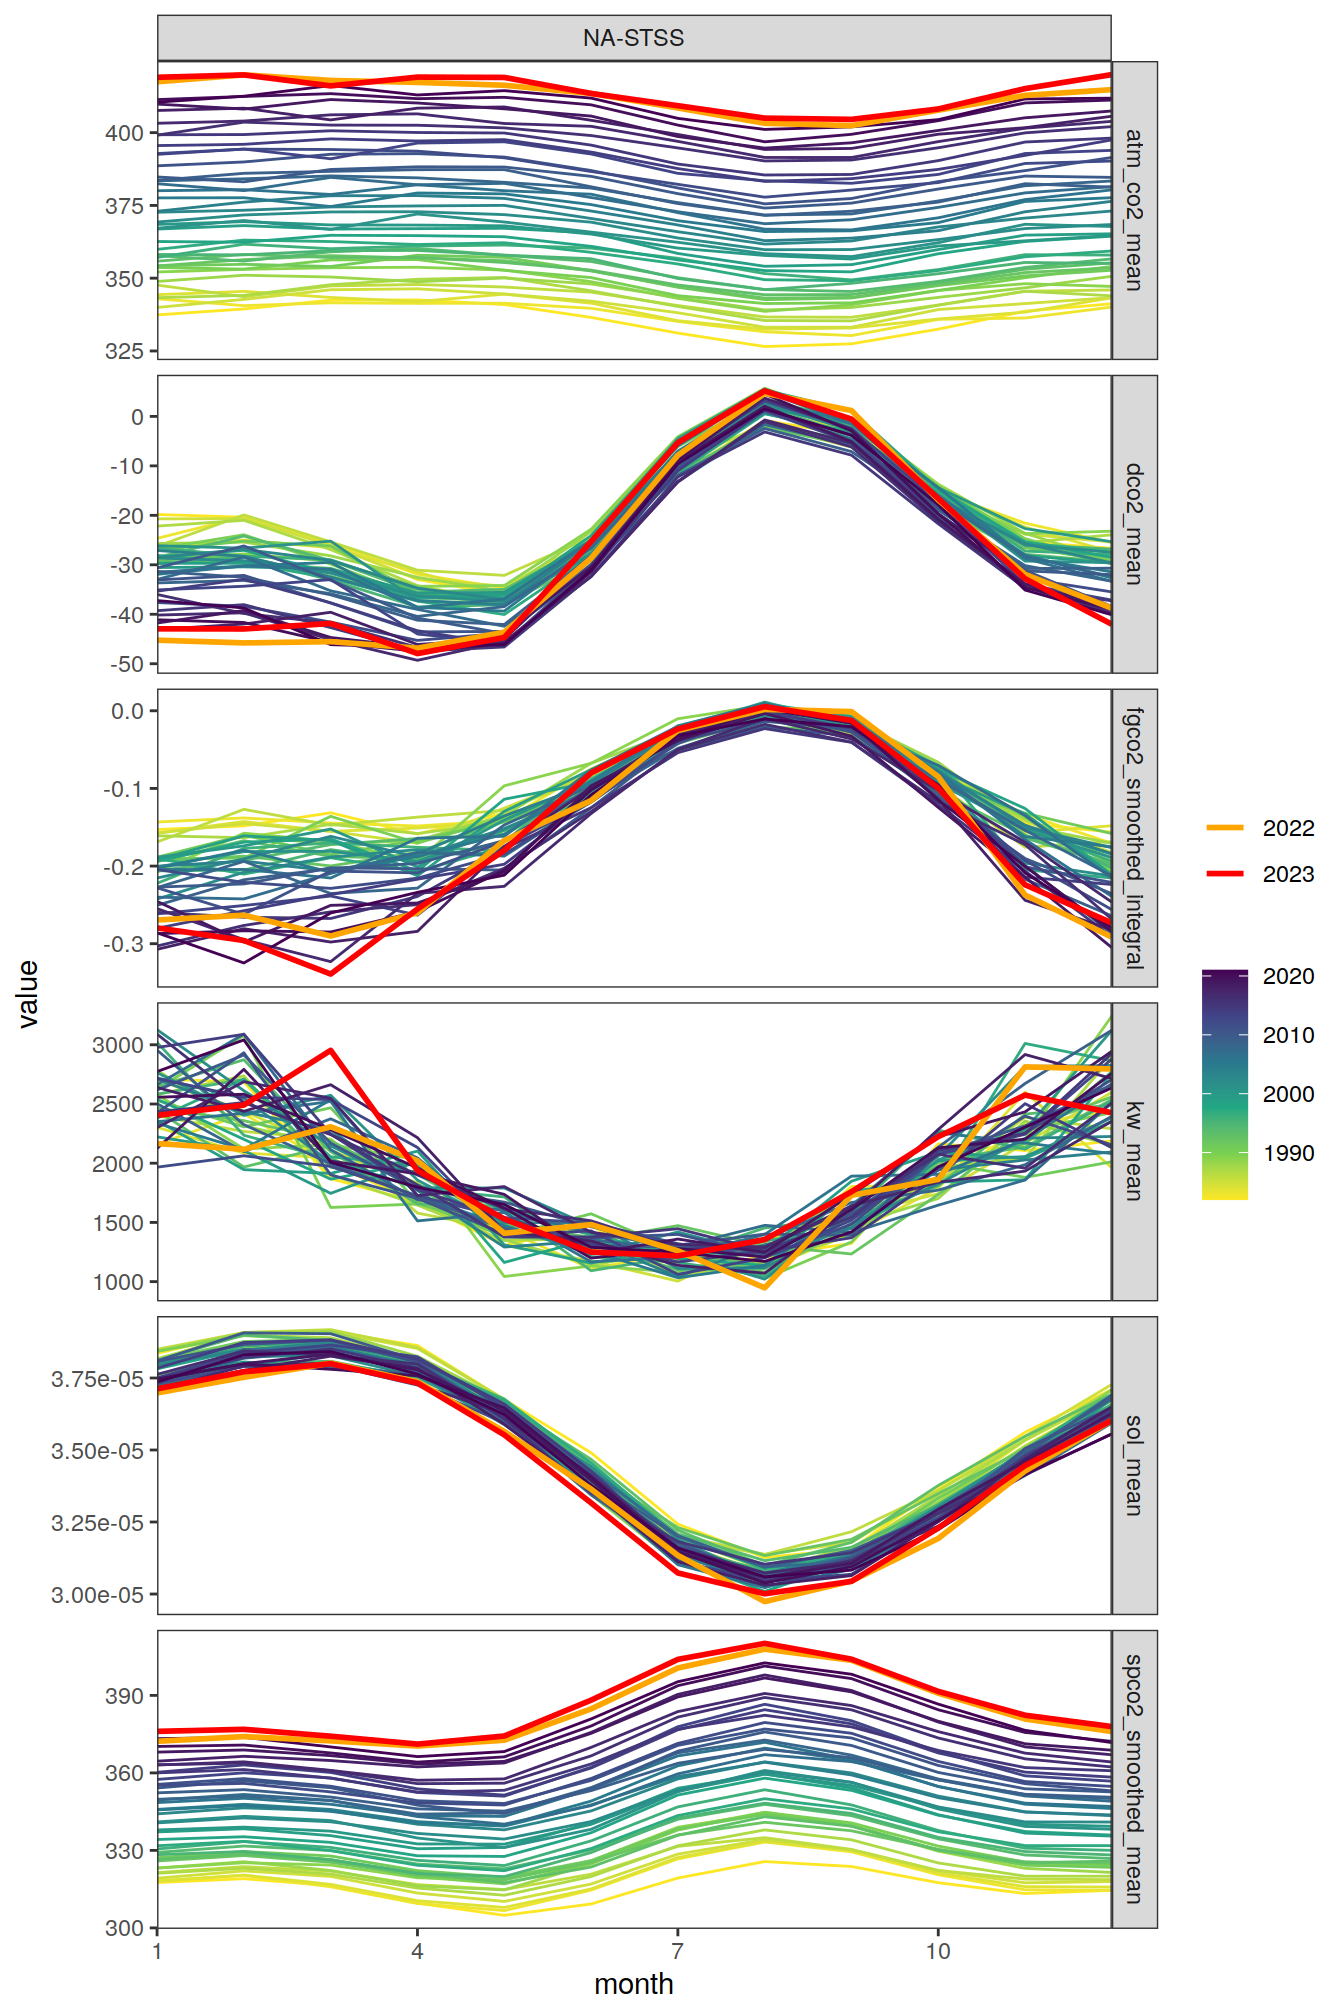 NA-STSS
400
375
350
325
atm_co2_mean
0
-10
-20
-30
-40
-50
dco2_mean
0.0
-0.1
-0.2
-0.3
fgco2_smoothed_integral
3000
2500
2000
1500
1000
kw_mean
3.75e-05
3.50e-05
3.25e-05
3.00e-05
sol_mean
390
360
330
300
spco2_smoothed_mean
1
4
7
10
month
value
2022
2023
2020
2010
2000
1990